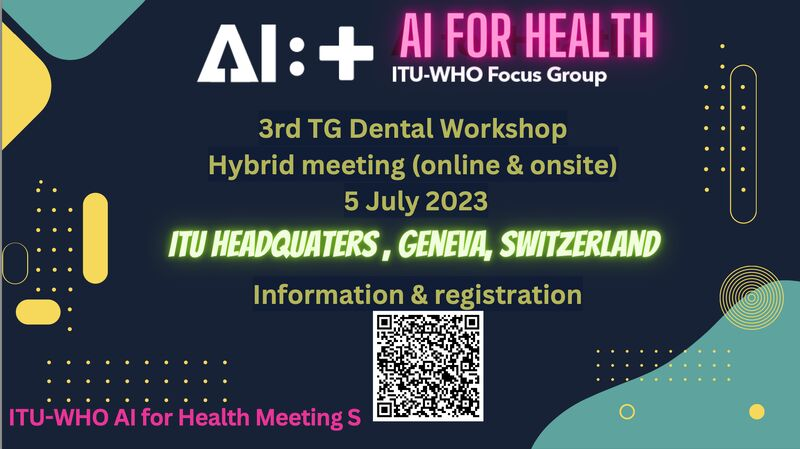 AI:+
AI FOR HEALTH
ITU-WHO Focus Group
3rd TG Dental Workshop
Hybrid meeting (online & onsite)
5 July 2023
ITU HEADQUATERS , GENEVA, SWITZERLAND
Information & registration
ITU-WHO AI for Health Meeting S